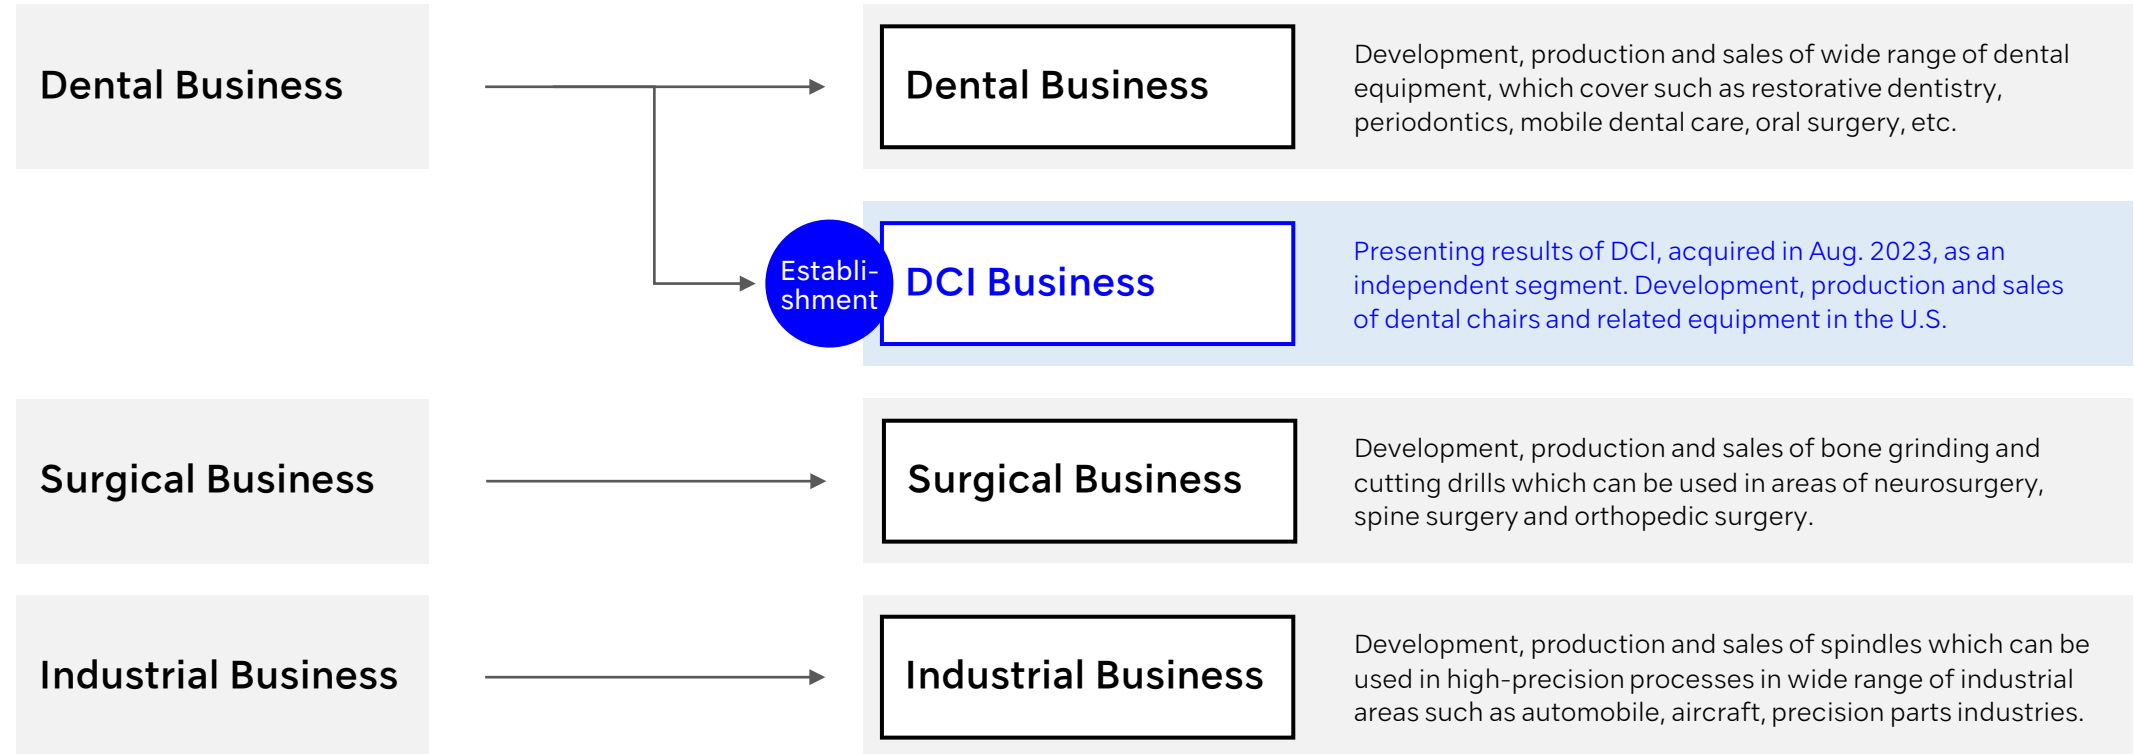 Dental Business
Dental Business
Development, production and sales of wide range of dental
equipment, which cover such as restorative dentistry,
periodontics, mobile dental care, oral surgery, etc.
Establi-
shment
DCI Business
Presenting results of DCI, acquired in Aug. 2023, as an
independent segment. Development, production and sales
of dental chairs and related equipment in the U.S.
Surgical Business
Surgical Business
Development, production and sales of bone grinding and
cutting drills which can be used in areas of neurosurgery,
spine surgery and orthopedic surgery.
Industrial Business
Industrial Business
Development, production and sales of spindles which can be
used in high-precision processes in wide range of industrial
areas such as automobile, aircraft, precision parts industries.